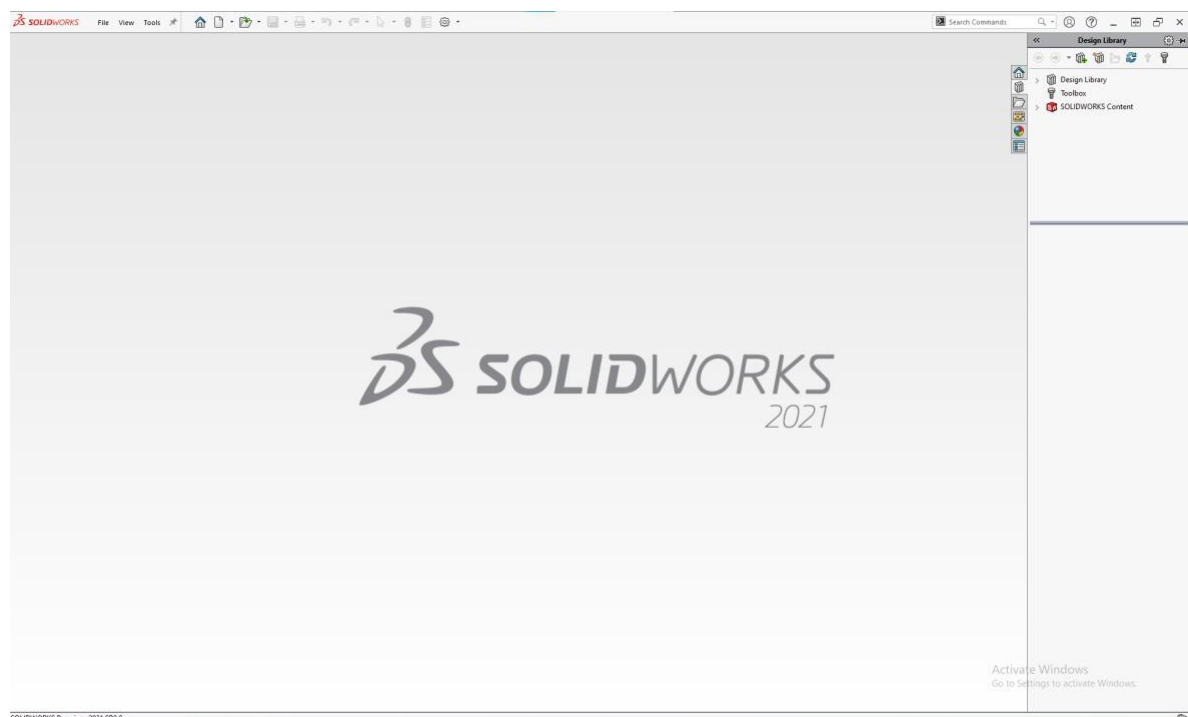 SOLIDWORKS File View Tools Search Commands
Design Library
Design Library
Toolbox
SOLIDWORKS Content
SOLIDWORKS
2021
Activate Windows
Go to Settings to activate Windows.